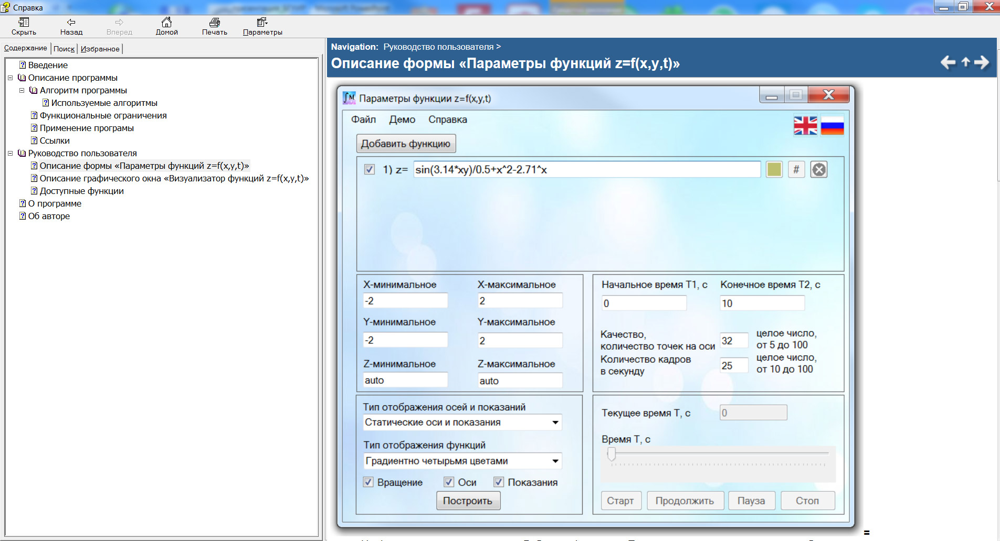 Справка
Скрыть
Назад
Вперед
Домой
Печать
Параметры
Содержание
Поиск
Избранное
Введение
Описание программы
Алгоритм программы
Используемые алгоритмы
Функциональные ограничения
Применение програмы
Ссылки
Руководство пользователя
Описание формы «Параметры функций z=f(x,y,t)»
Описание графического окна «Визуализатор функций z=f(x,y,t)»
Доступные функции
О программе
Об авторе
Navigation: Руководство пользователя >
Описание формы «Параметры функций z=f(x,y,t)»
Параметры функции z=f(x,y,t)
Файл Демо Справка
Добавить функцию
1) z= sin(3.14*xy)/0.5+x^2-2.71^x #
X-минимальное X-максимальное
-2 2
Y-минимальное Y-максимальное
-2 2
Z-минимальное Z-максимальное
auto auto
Начальное время T1, с Конечное время T2, с
0 10
Качество,
количество точек на оси 32 целое число,
от 5 до 100
Количество кадров
в секунду 25 целое число,
от 10 до 100
Тип отображения осей и показаний
Статические оси и показания
Тип отображения функций
Градиентно четырьмя цветами
Вращение Оси Показания
Построить
Текущее время T, с 0
Время T, с
Старт Продолжить Пауза Стоп
=